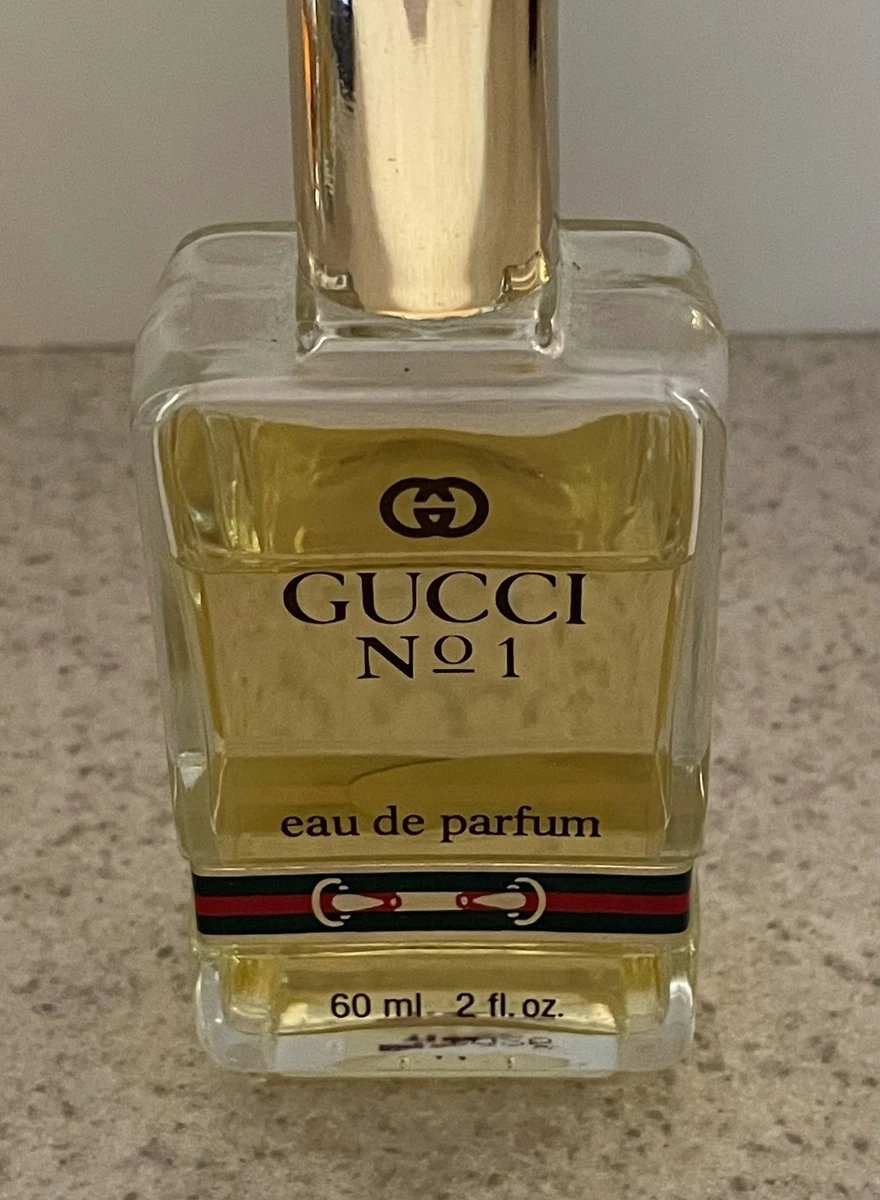 GUCCI
Nº 1
eau de parfum
60 ml 2 fl. oz.